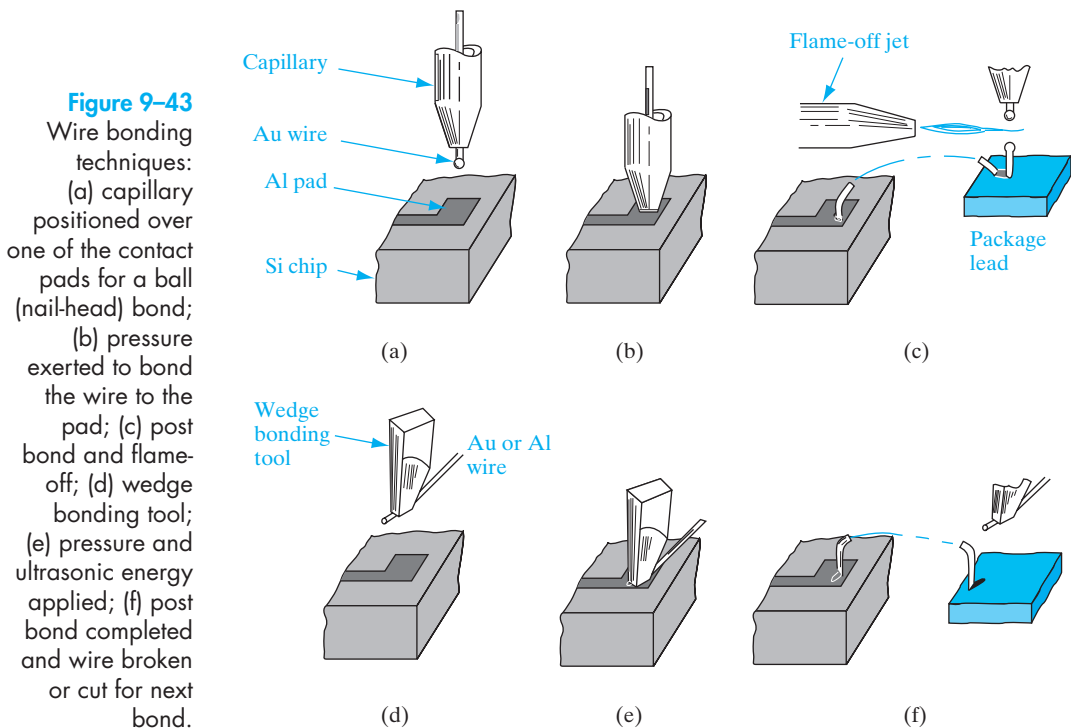 Figure 9–43
Wire bonding
techniques:
(a) capillary
positioned over
one of the contact
pads for a ball
(nail-head) bond;
(b) pressure
exerted to bond
the wire to the
pad; (c) post
bond and flame-
off; (d) wedge
bonding tool;
(e) pressure and
ultrasonic energy
applied; (f) post
bond completed
and wire broken
or cut for next
bond.
Capillary
Au wire
Al pad
Si chip
(a)
(b)
Flame-off jet
Package
lead
(c)
Wedge
bonding
tool
Au or Al
wire
(d)
(e)
(f)